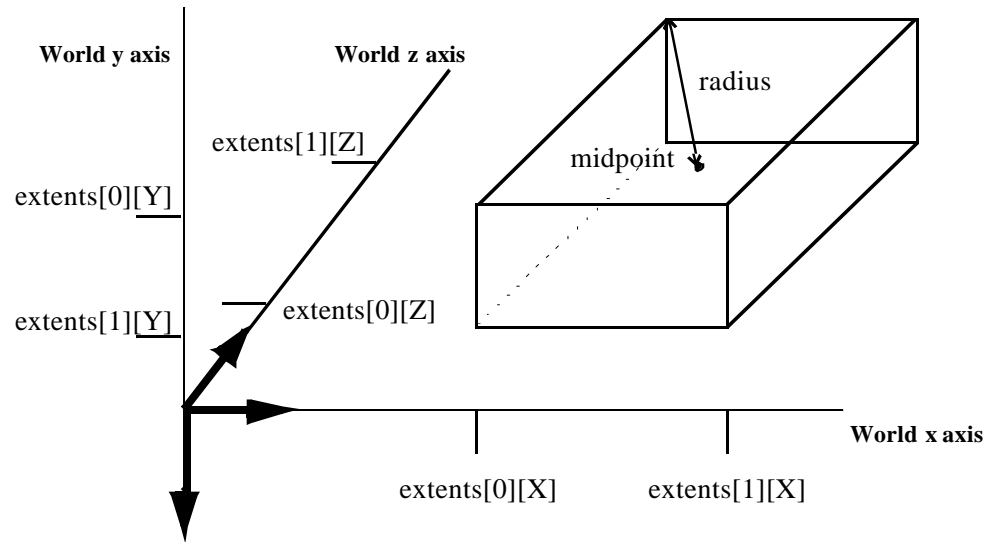 World y axis
World z axis
radius
extents[1][Z]
midpoint
extents[0][Y]
extents[0][Z]
extents[1][Y]
World x axis
extents[0][X]
extents[1][X]